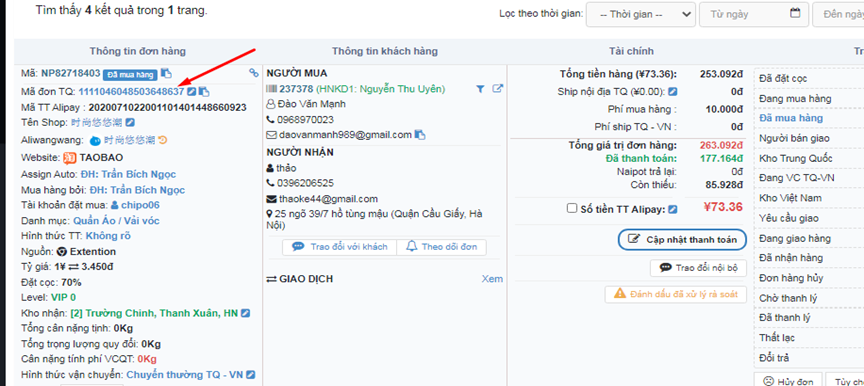 Tìm thấy 4 kết quả trong 1 trang.
Lọc theo thời gian: -- Thời gian -- Từ ngày Đến ngày
Thông tin đơn hàng
Mã: NP82718403 Đã mua hàng
Mã đơn TQ: 1111046048503648637
Mã TT Alipay : 2020071022001101401448660923
Tên Shop: 时尚悠悠潮
Aliwangwang: 时尚悠悠潮
Website: 淘 TAOBAO
Assign Auto: ĐH: Trần Bích Ngọc
Mua hàng bởi: ĐH: Trần Bích Ngọc
Tài khoản đặt mua: chipo06
Danh mục: Quần Áo / Vải vóc
Hình thức TT: Không rõ
Nguồn: Extention
Tỷ giá: 1¥ ⇄ 3.450đ
Đặt cọc: 70%
Level: VIP 0
Kho nhận: [2] Trường Chinh, Thanh Xuân, HN
Tổng cân nặng tịnh: 0Kg
Tổng trọng lượng quy đổi: 0Kg
Cân nặng tính phí VCQT: 0Kg
Hình thức vận chuyển: Chuyển thường TQ - VN
Thông tin khách hàng
NGƯỜI MUA
237378 (HNKD1: Nguyễn Thu Uyên)
Đào Văn Mạnh
0968970023
daovanmanh989@gmail.com
NGƯỜI NHẬN
thảo
0396206525
thaoke44@gmail.com
25 ngõ 39/7 hồ tùng mậu (Quận Cầu Giấy, Hà
Nội)
Trao đổi với khách Theo dõi đơn
GIAO DỊCH Xem
Tài chính
Tổng tiền hàng (¥73.36): 253.092đ
Ship nội địa TQ (¥0.00): 0đ
Phí mua hàng : 10.000đ
Phí ship TQ - VN : 0đ
Tổng giá trị đơn hàng: 263.092đ
Đã thanh toán: 177.164đ
Naipot trả lại: 0đ
Còn thiếu: 85.928đ
Số tiền TT Alipay: ¥73.36
Cập nhật thanh toán
Trao đổi nội bộ
Đánh dấu đã xử lý rà soát
Đã đặt cọc
Đang mua hàng
Đã mua hàng
Người bán giao
Kho Trung Quốc
Đang VC TQ-VN
Kho Việt Nam
Yêu cầu giao
Đang giao hàng
Đã nhận hàng
Đơn hàng hủy
Chờ thanh lý
Đã thanh lý
Thất lạc
Đổi trả
Hủy đơn